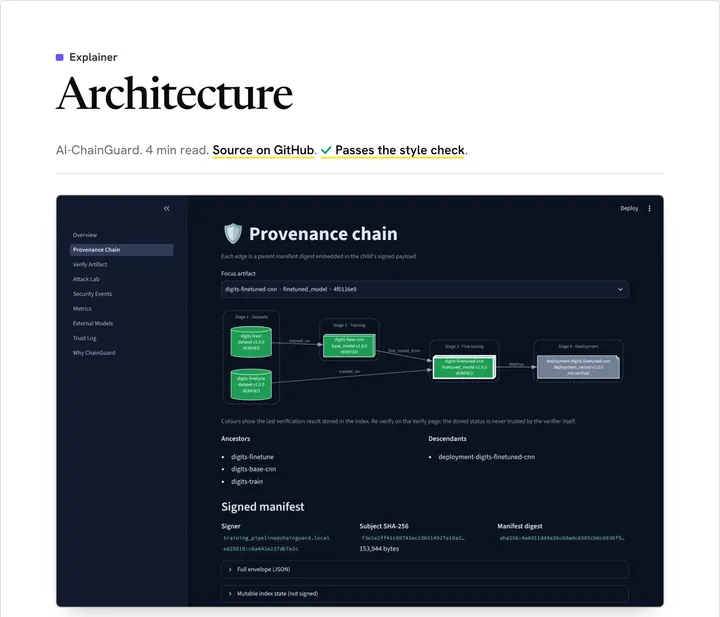 Explainer
Architecture
AI-ChainGuard. 4 min read. Source on GitHub. ✓ Passes the style check.
Deploy
Overview
Provenance Chain
Verify Artifact
Attack Lab
Security Events
Metrics
External Models
Trust Log
Why ChainGuard
Provenance chain
Each edge is a parent manifest digest embedded in the child's signed payload
Focus artifact
digits-finetuned-cnn · finetuned_model · 4f0116e9
Stage 1 · Datasets
digits-train
dataset v1.0.0
VERIFIED
digits-finetune
dataset v1.0.0
VERIFIED
trained_on
trained_on
Stage 2 · Training
digits-base-cnn
base_model v1.0.0
VERIFIED
fine_tuned_from
Stage 3 · Fine-tuning
digits-finetuned-cnn
finetuned_model v1.0.0
VERIFIED
deploys
Stage 4 · Deployment
deployment-digits-finetuned-cnn
deployment_record v1.0.0
not verified
Colours show the last verification result stored in the index. Re-verify on the Verify page: the stored status is never trusted by the verifier itself.
Ancestors
digits-finetune
digits-base-cnn
digits-train
Descendants
deployment-digits-finetuned-cnn
Signed manifest
Signer
training_pipeline@chainguard.local
Subject SHA-256
153,944 bytes
Manifest digest
Full envelope (JSON)
Mutable index state (not signed)